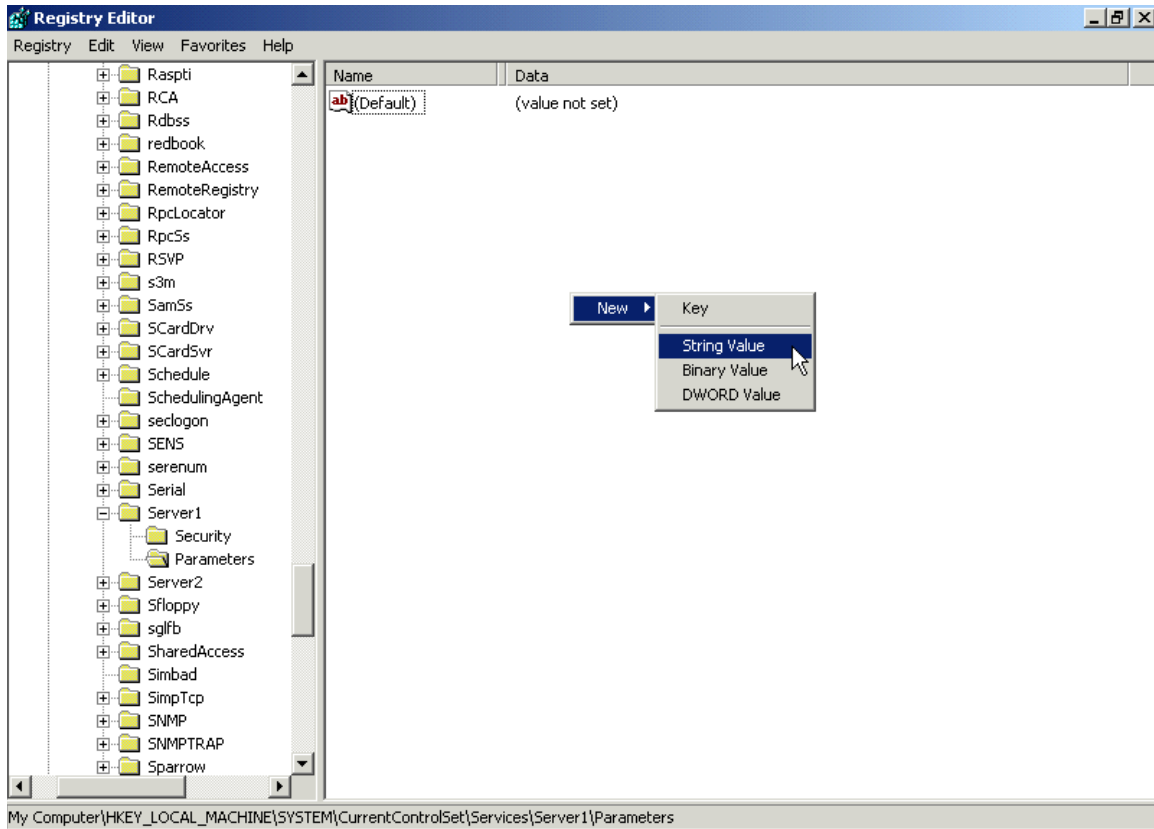 Registry Editor
Registry Edit View Favorites Help
Name Data
ab (Default) (value not set)
Raspti
RCA
Rdbss
redbook
RemoteAccess
RemoteRegistry
RpcLocator
RpcSs
RSVP
s3m
SamSs
SCardDrv
SCardSvr
Schedule
SchedulingAgent
seclogon
SENS
serenum
Serial
Server1
Security
Parameters
Server2
Sfloppy
sglfb
SharedAccess
Simbad
SimpTcp
SNMP
SNMPTRAP
Sparrow
New
Key
String Value
Binary Value
DWORD Value
My Computer\HKEY_LOCAL_MACHINE\SYSTEM\CurrentControlSet\Services\Server1\Parameters